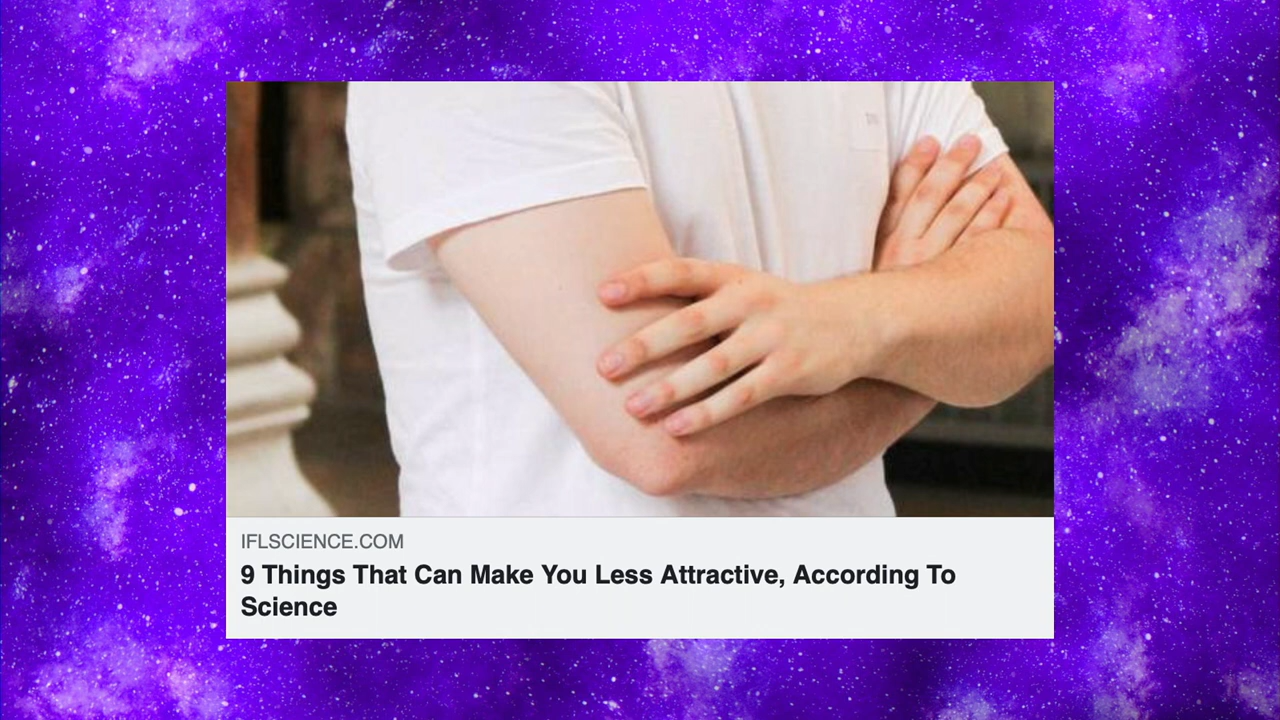 IFLSCIENCE.COM
9 Things That Can Make You Less Attractive, According To
Science